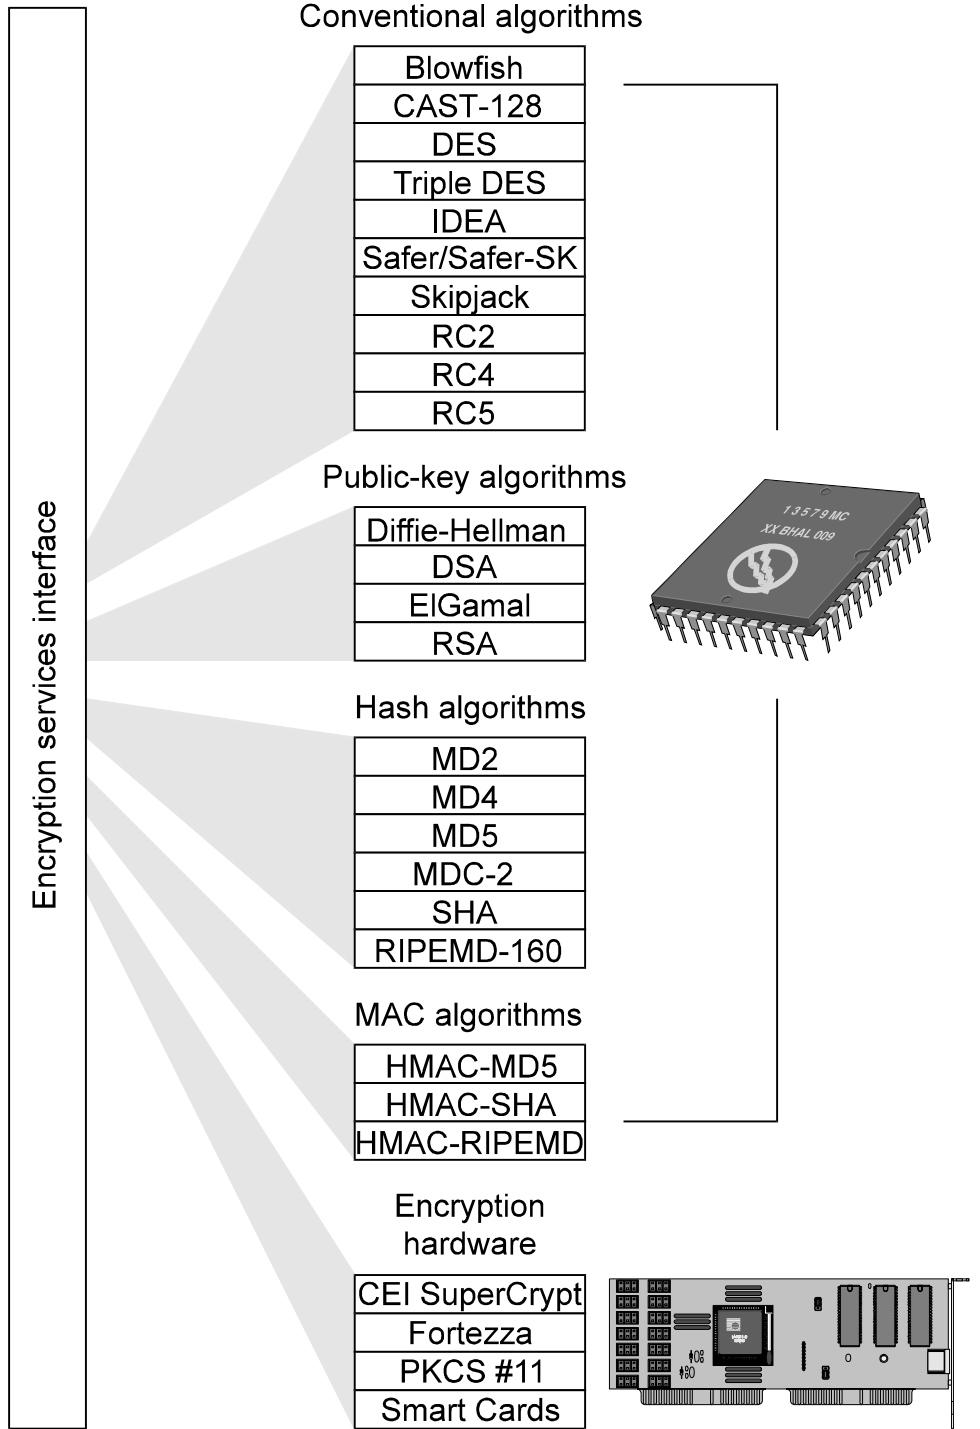 Conventional algorithms
Blowfish
CAST-128
DES
Triple DES
IDEA
Safer/Safer-SK
Skipjack
RC2
RC4
RC5
Encryption services interface
Public-key algorithms
Diffie-Hellman
DSA
ElGamal
RSA
13579 MC
XX BHAL 009
Hash algorithms
MD2
MD4
MD5
MDC-2
SHA
RIPEMD-160
MAC algorithms
HMAC-MD5
HMAC-SHA
HMAC-RIPEMD
Encryption
hardware
CEI SuperCrypt
Fortezza
PKCS #11
Smart Cards